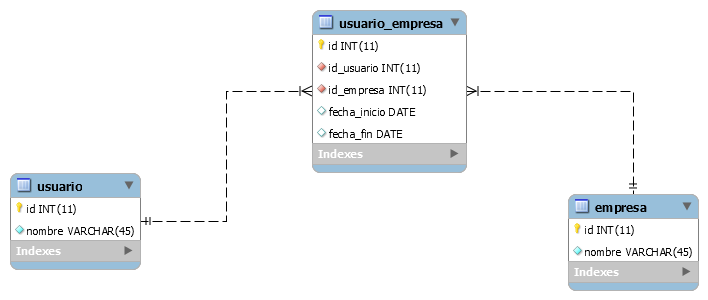 usuario_empresa
id INT(11)
id_usuario INT(11)
id_empresa INT(11)
fecha_inicio DATE
fecha_fin DATE
Indexes
usuario
id INT(11)
nombre VARCHAR(45)
Indexes
empresa
id INT(11)
nombre VARCHAR(45)
Indexes